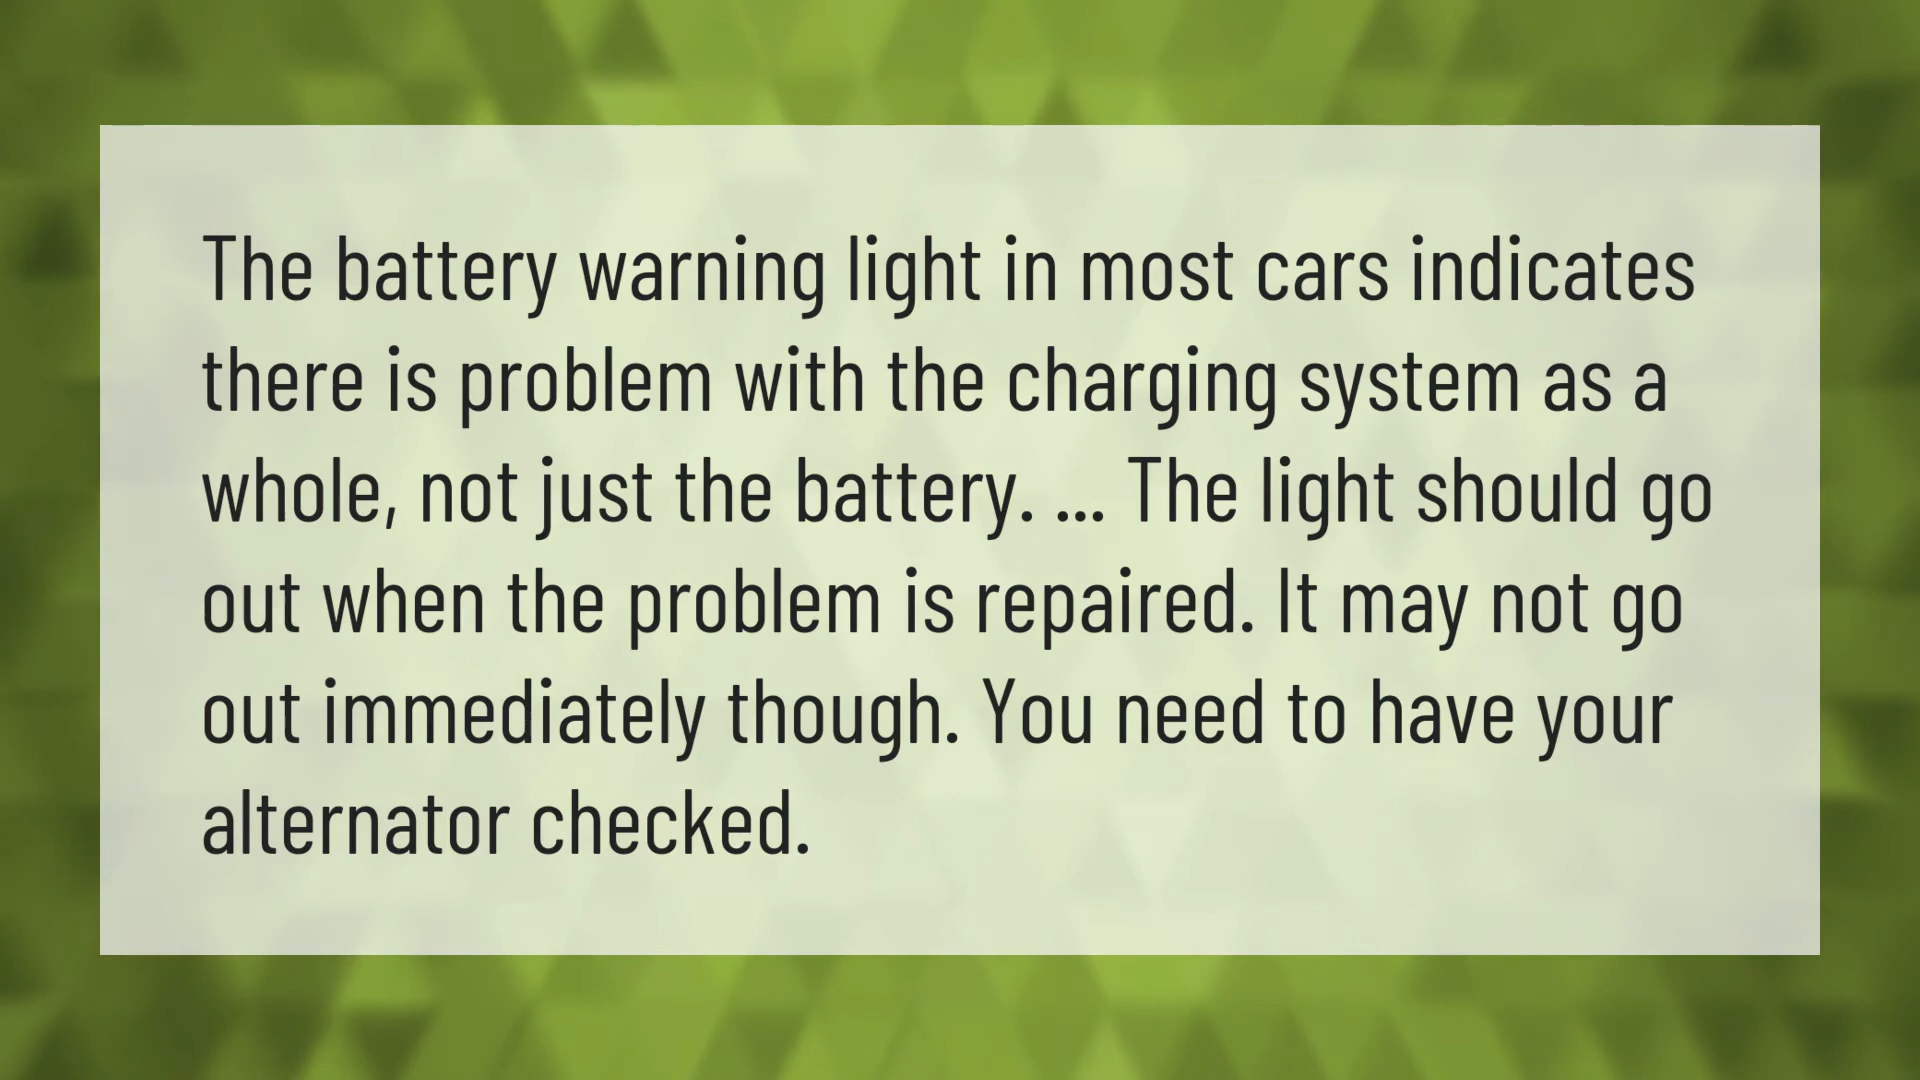 The battery warning light in most cars indicates
there is problem with the charging system as a
whole, not just the battery. ... The light should go
out when the problem is repaired. It may not go
out immediately though. You need to have your
alternator checked.